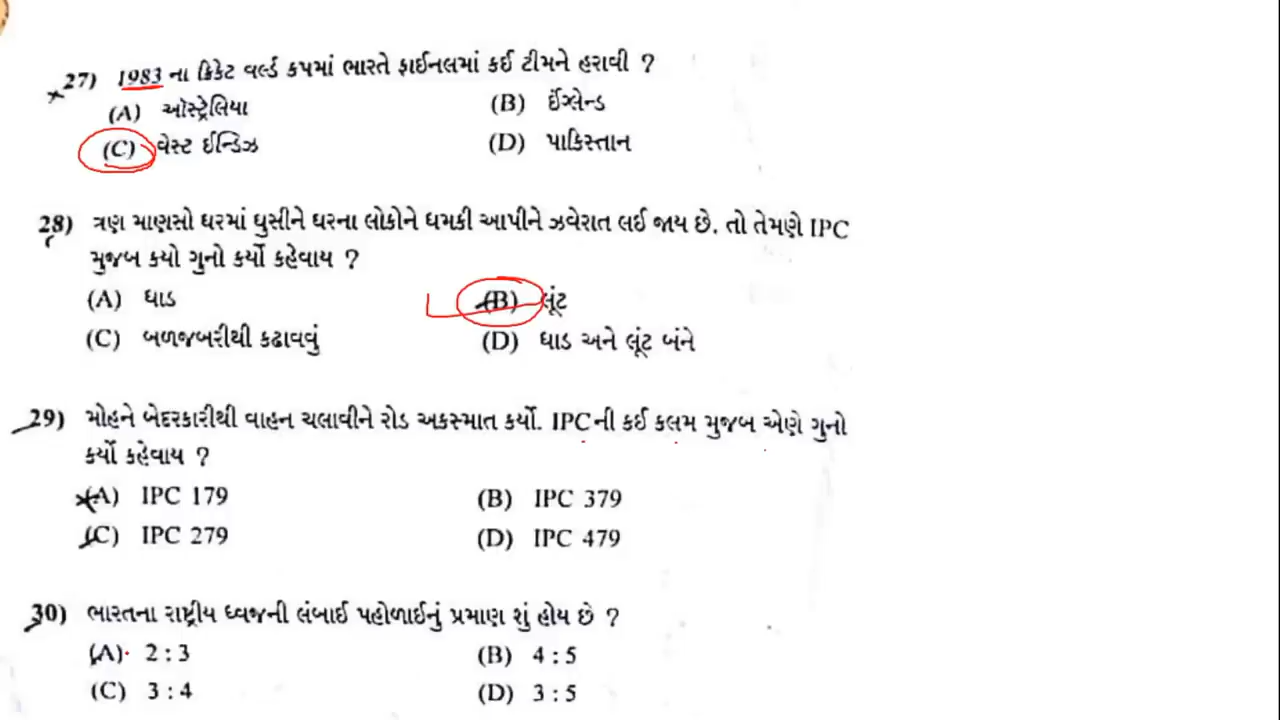 27) 1983 ના ક્રિકેટ વર્લ્ડ કપમાં ભારતે ફાઈનલમાં કઈ ટીમને હરાવી ?
(A) ઑસ્ટ્રેલિયા (B) ઈંગ્લેન્ડ
(C) વેસ્ટ ઈન્ડિઝ (D) પાકિસ્તાન
28) ત્રણ માણસો ઘરમાં ઘુસીને ઘરના લોકોને ધમકી આપીને ઝવેરાત લઈ જાય છે. તો તેમણે IPC
મુજબ કયો ગુનો કર્યો કહેવાય ?
(A) ધાડ (B) લૂંટ
(C) બળજબરીથી કઢાવવું (D) ધાડ અને લૂંટ બંને
29) મોહને બેદરકારીથી વાહન ચલાવીને રોડ અકસ્માત કર્યો. IPCની કઈ કલમ મુજબ એણે ગુનો
કર્યો કહેવાય ?
(A) IPC 179 (B) IPC 379
(C) IPC 279 (D) IPC 479
30) ભારતના રાષ્ટ્રીય ધ્વજની લંબાઈ પહોળાઈનું પ્રમાણ શું હોય છે ?
(A) 2 : 3 (B) 4 : 5
(C) 3 : 4 (D) 3 : 5